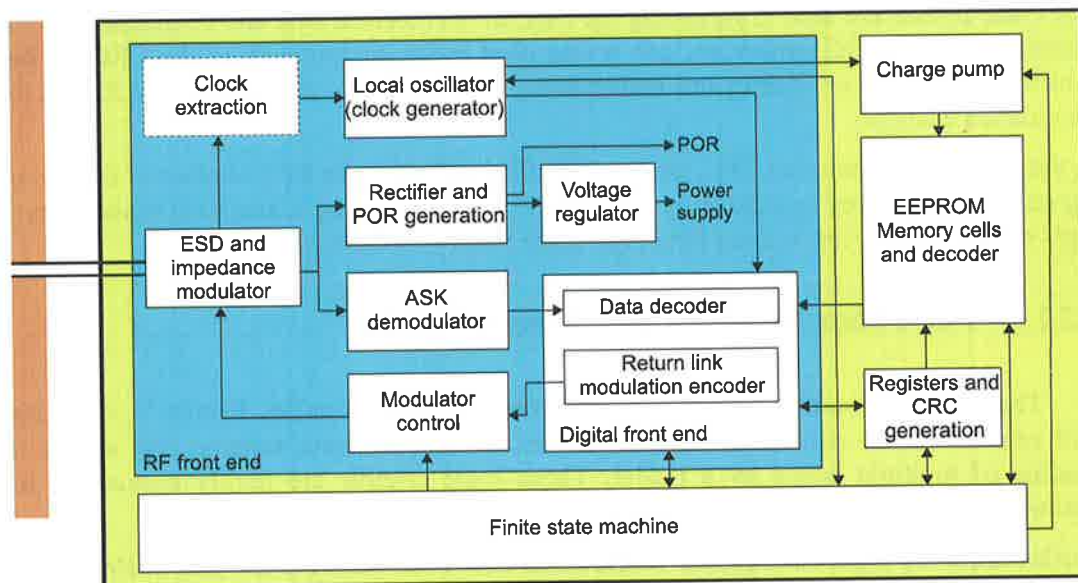 Clock
extraction
Local oscillator
(clock generator)
Charge pump
POR
Rectifier and
POR generation
Voltage
regulator
Power
supply
EEPROM
Memory cells
and decoder
ESD and
impedance
modulator
ASK
demodulator
Data decoder
Return link
modulation encoder
Modulator
control
Registers and
CRC
generation
Digital front end
RF front end
Finite state machine